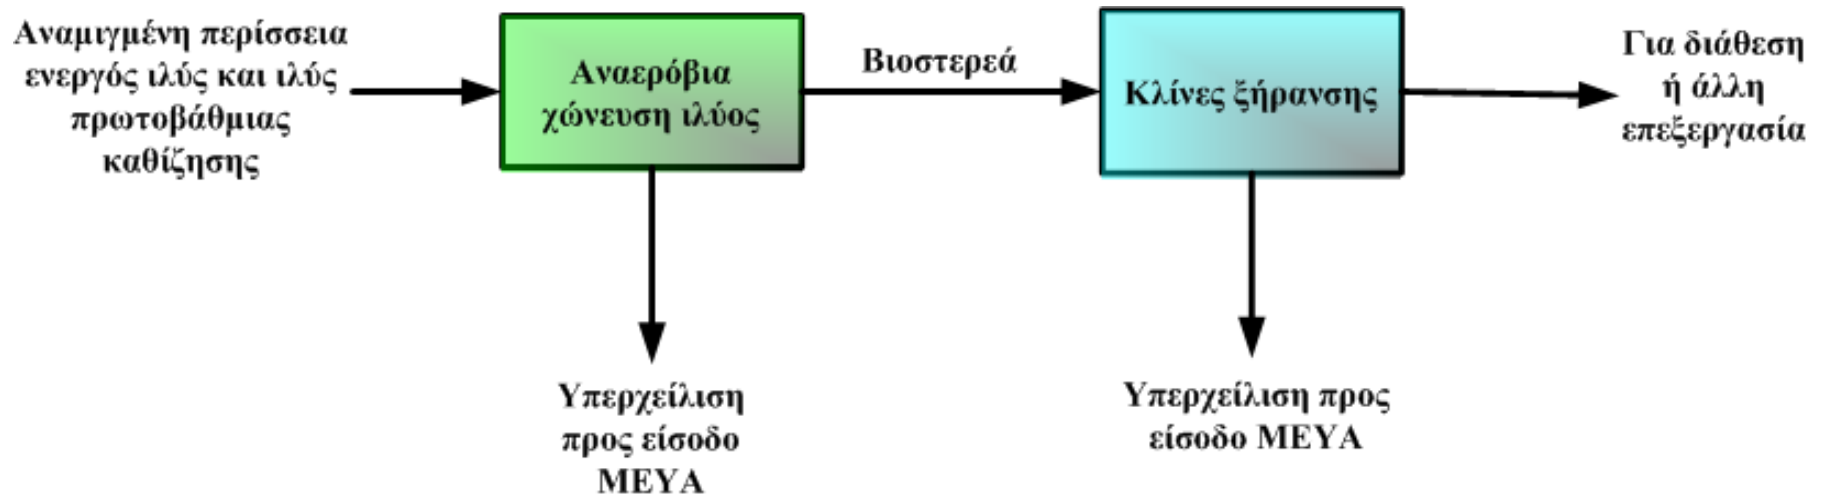 Αναμιγμένη περίσσεια
ενεργός ιλύς και ιλύς
πρωτοβάθμιας
καθίζησης
Αναερόβια
χώνευση ιλύος
Βιοστερεά
Κλίνες ξήρανσης
Για διάθεση
ή άλλη
επεξεργασία
Υπερχείλιση
προς είσοδο
ΜΕΥΑ
Υπερχείλιση προς
είσοδο ΜΕΥΑ